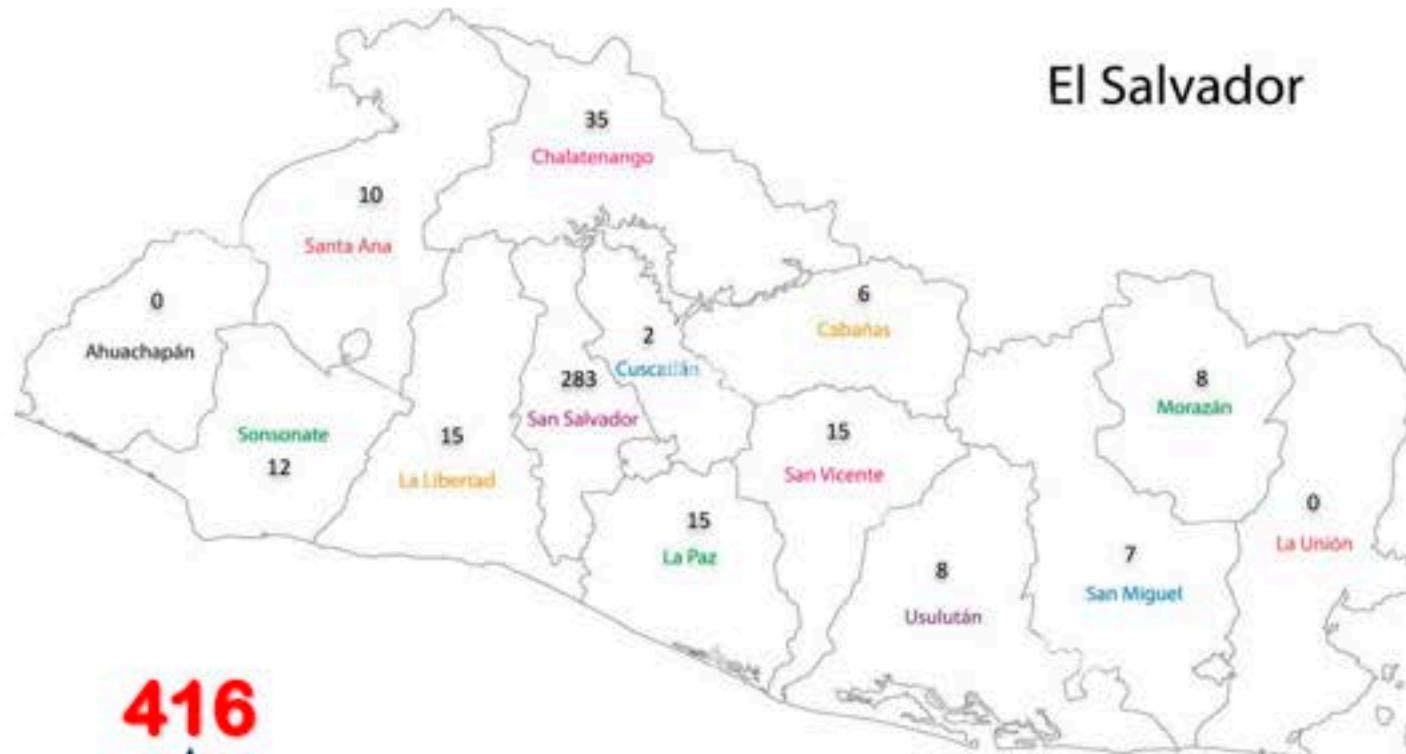 El Salvador
35
Chalatenango
10
Santa Ana
0
Ahuachapán
6
Cabañas
2
Cuscatlán
283
San Salvador
8
Morazán
Sonsonate
12
15
La Libertad
15
San Vicente
15
La Paz
0
La Unión
7
San Miguel
8
Usulután
416